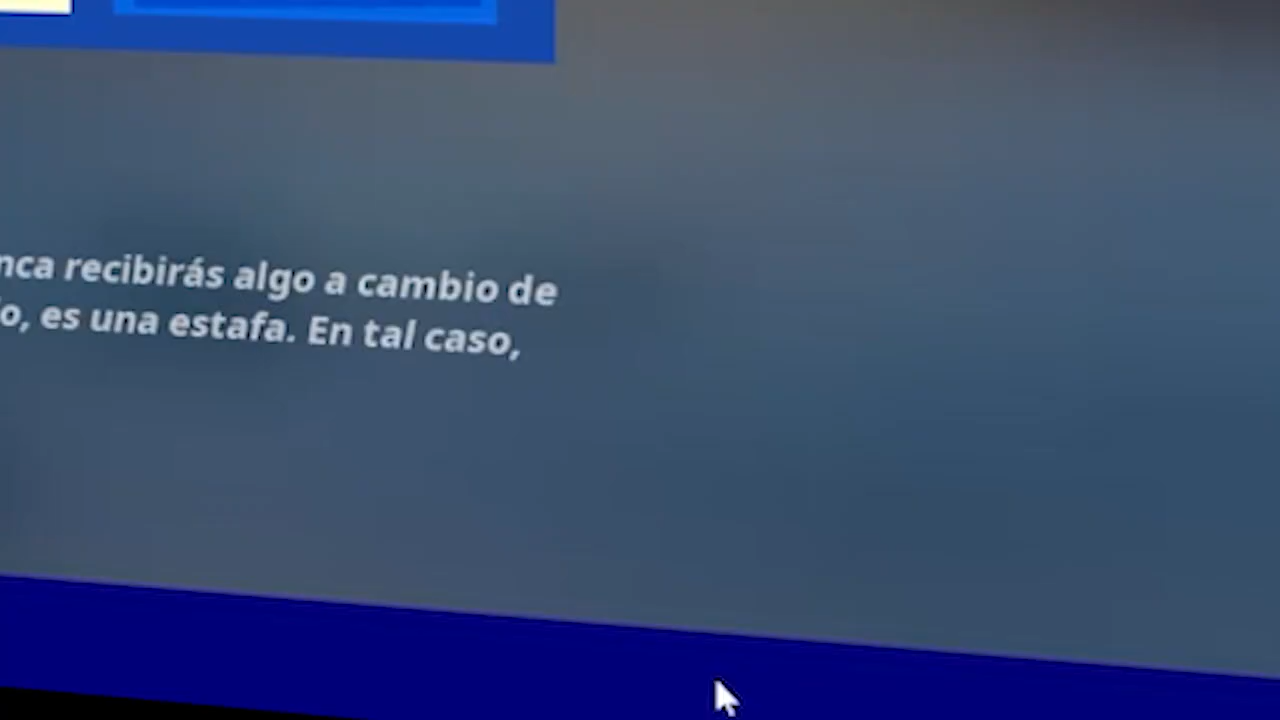 recibirás algo a cambio de
es una estafa. En tal caso,